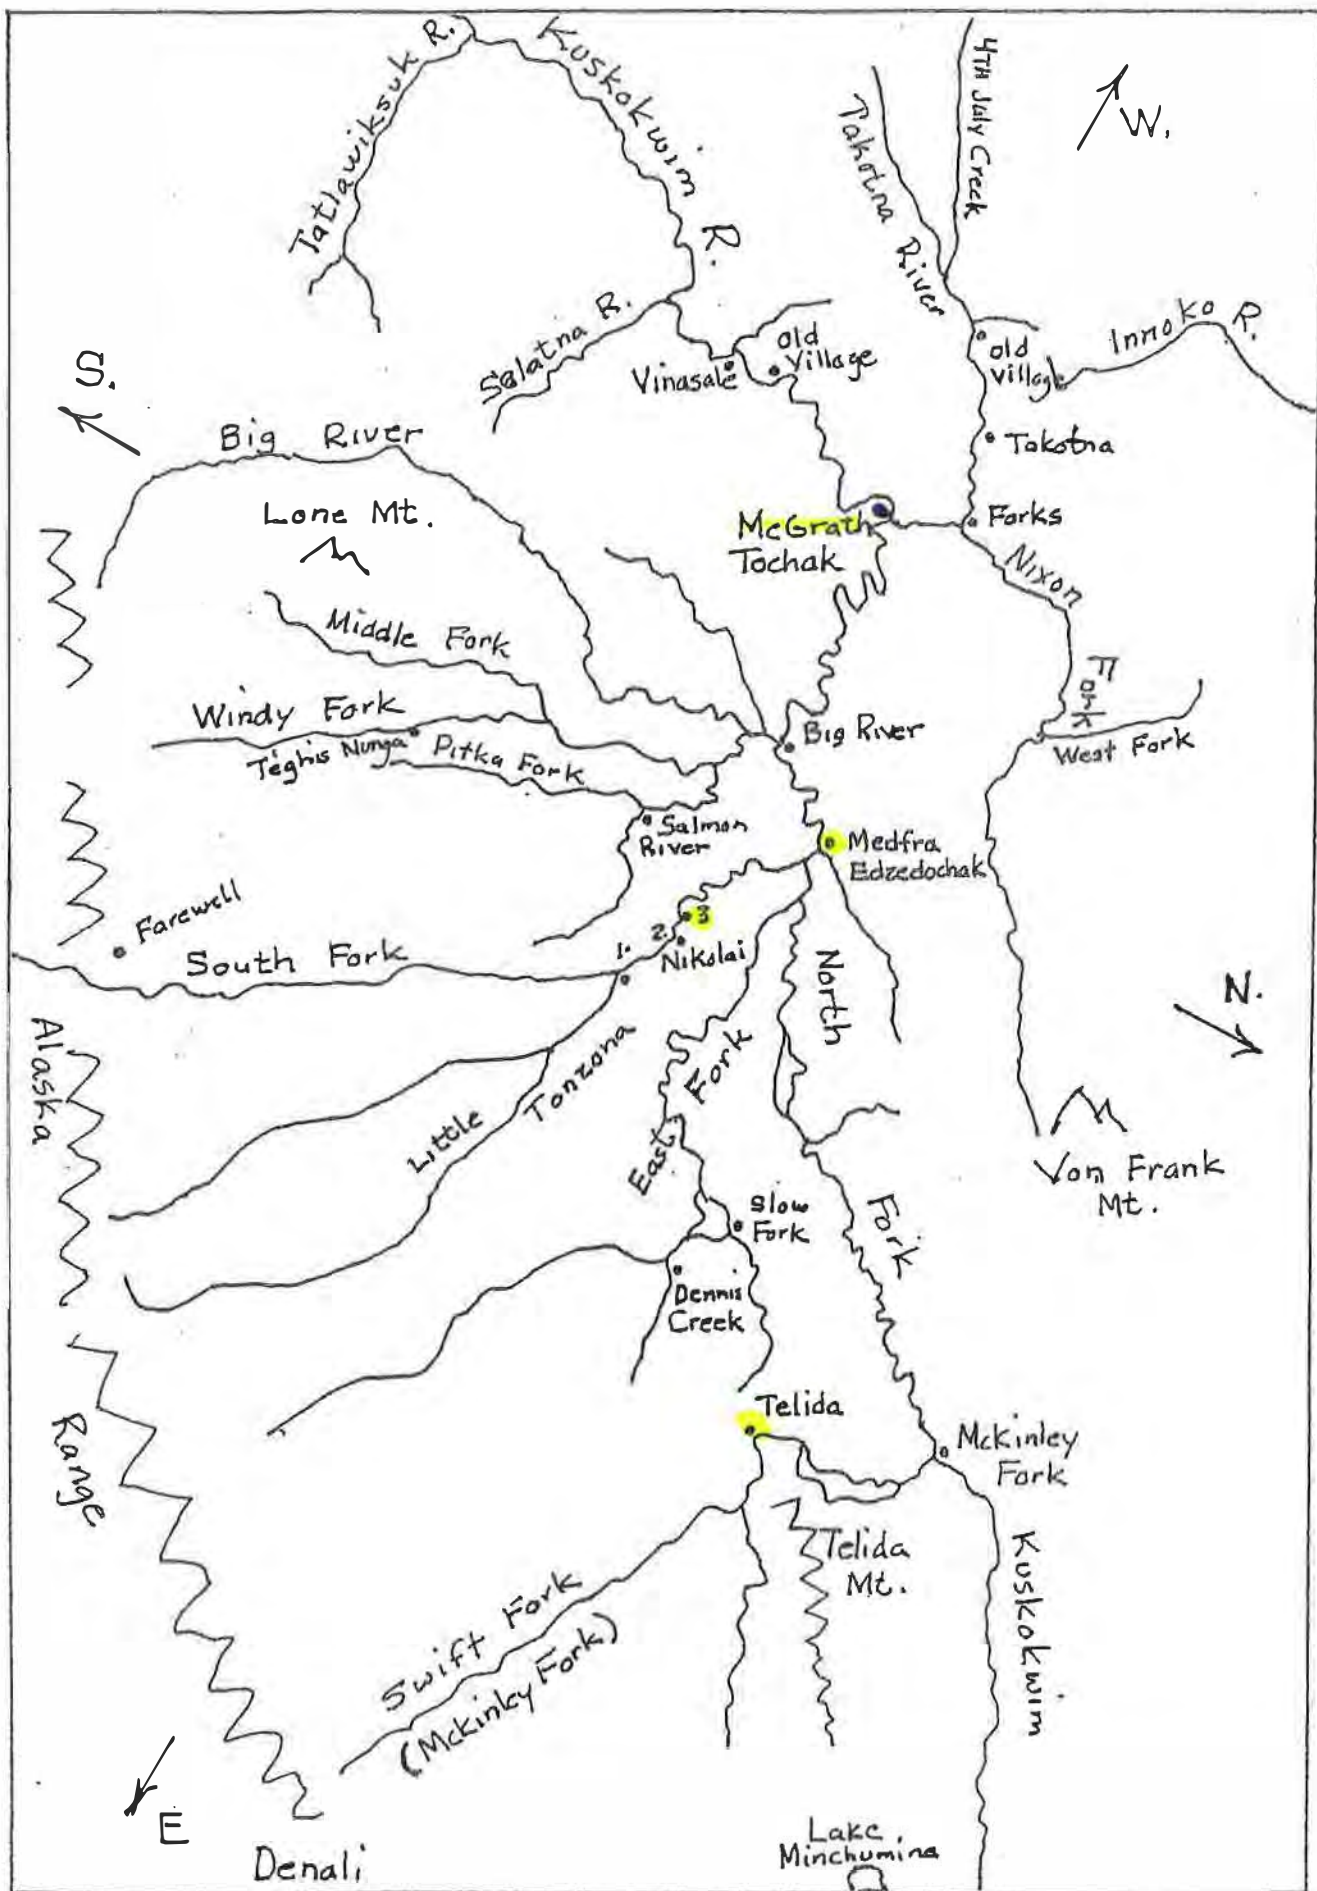 Tatlawiksuk R.
Kuskokwim R.
Takotna River
4TH July Creek
W.
Salatna R.
Vinasale
Old
Village
Old
Village
Innoko R.
S.
Big River
Takotna
Lone Mt.
McGrath
Tochak
Forks
Nixon
Fork
Middle Fork
Windy Fork
Teghis Nunga
Pitka Fork
Big River
West Fork
Salmon
River
Medfra
Edzedochak
Farewell
South Fork
1.
2.
3
Nikolai
North
Fork
N.
Alaska
Range
Little Tonzona
East Fork
Von Frank
Mt.
Slow
Fork
Dennis
Creek
Telida
McKinley
Fork
Telida
Mt.
Kuskokwim
Swift Fork
(McKinley Fork)
E
Denali
Lake
Minchumina